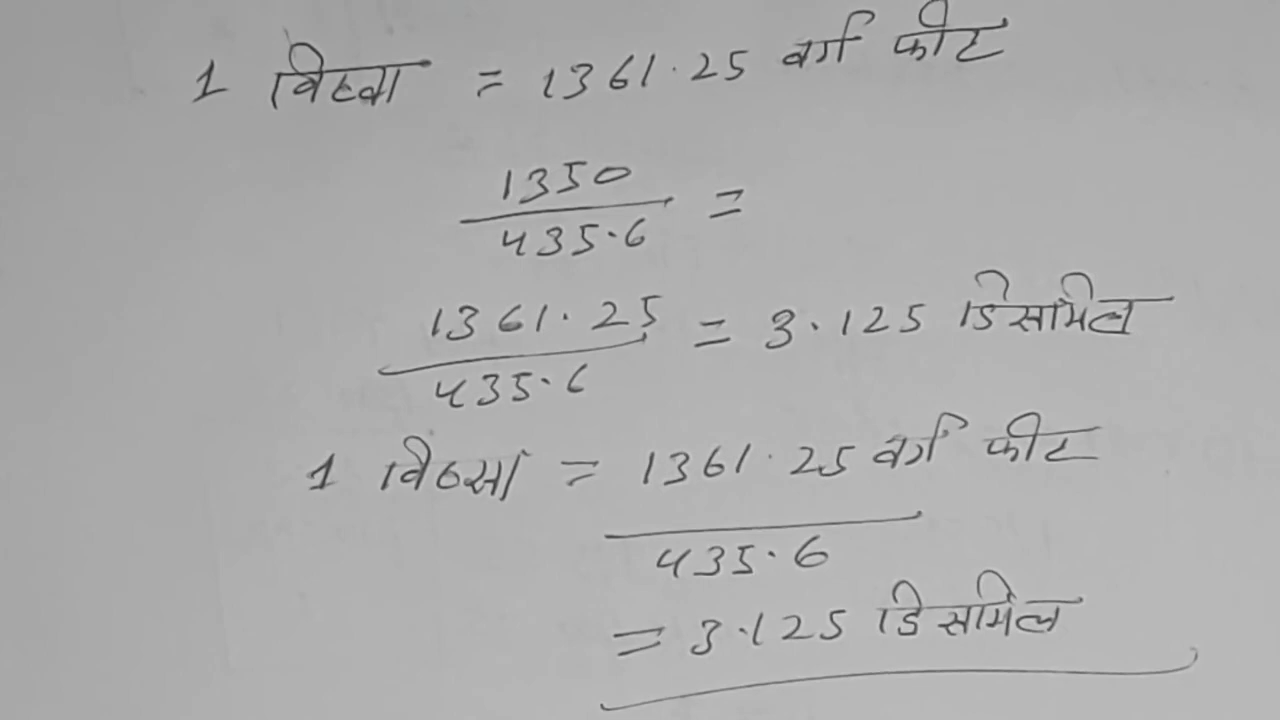 1 विस्वा = 1361.25 वर्ग फीट
1350
435.6 =
1361.25
435.6 = 3.125 डिसमिल
1 विस्सा = 1361.25 वर्ग फीट
435.6
= 3.125 डिसमिल